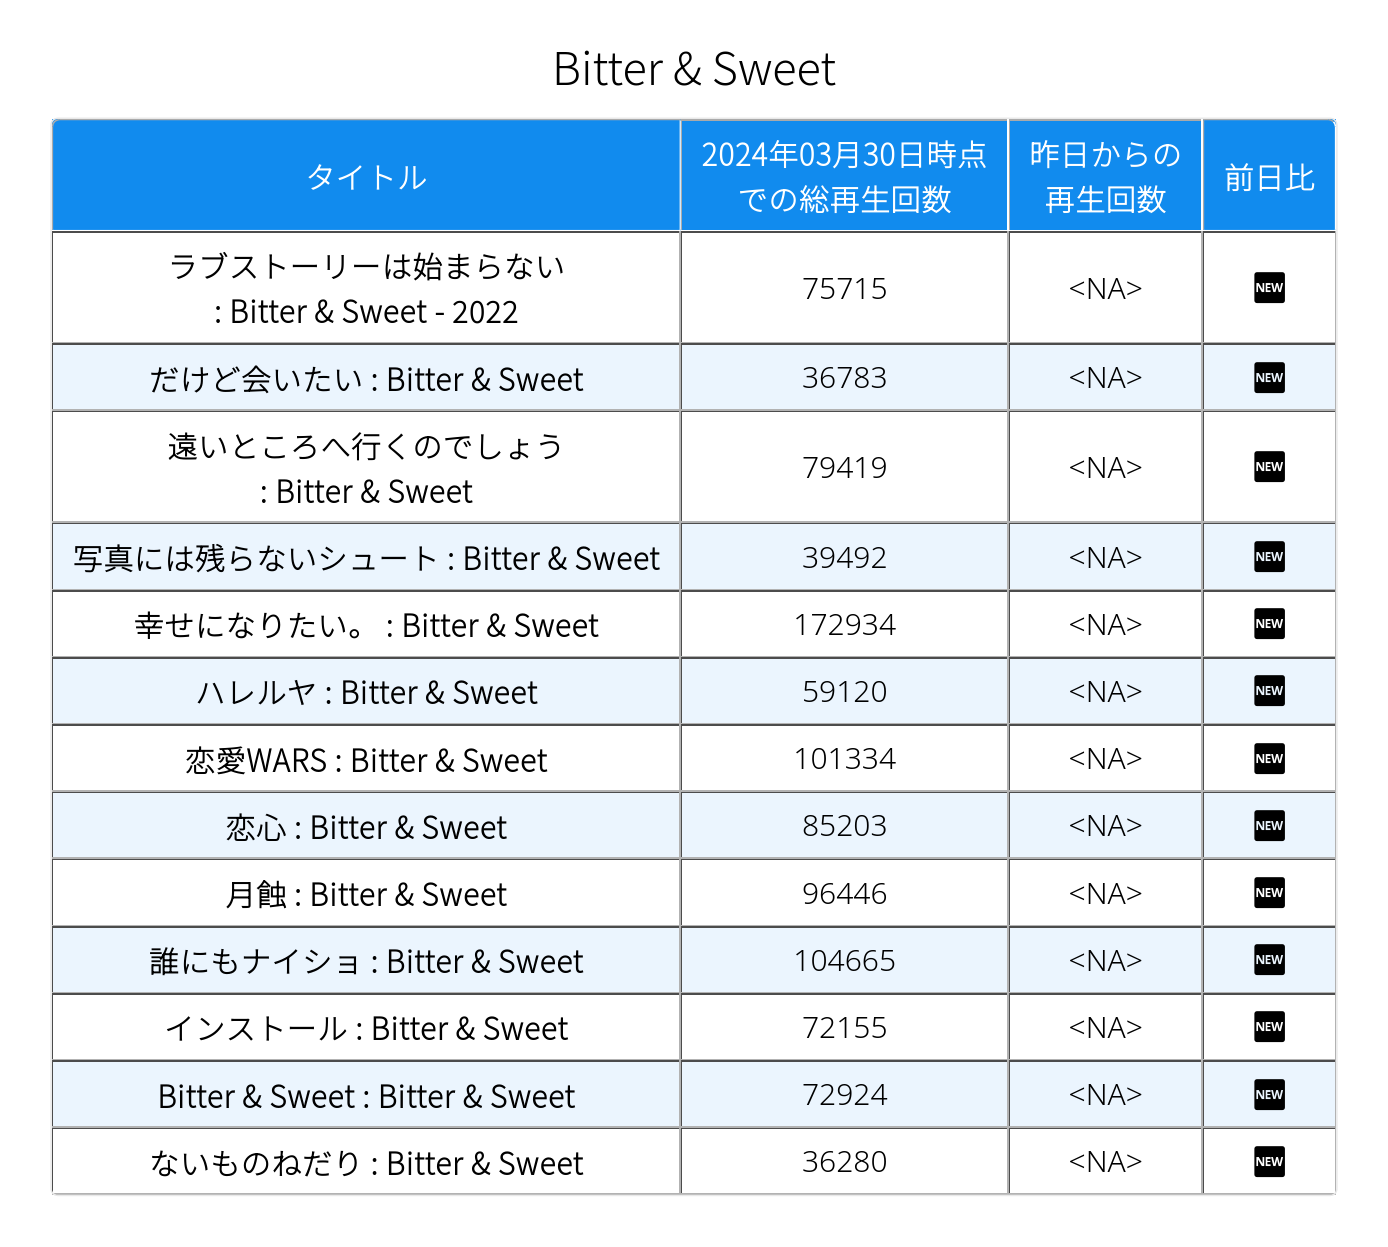 Bitter & Sweet
タイトル
2024年03月30日時点
での総再生回数
昨日からの
再生回数
前日比
ラブストーリーは始まらない
: Bitter & Sweet - 2022
75715
<NA>
NEW
だけど会いたい : Bitter & Sweet
36783
<NA>
NEW
遠いところへ行くのでしょう
: Bitter & Sweet
79419
<NA>
NEW
写真には残らないシュート : Bitter & Sweet
39492
<NA>
NEW
幸せになりたい。 : Bitter & Sweet
172934
<NA>
NEW
ハレルヤ : Bitter & Sweet
59120
<NA>
NEW
恋愛WARS : Bitter & Sweet
101334
<NA>
NEW
恋心 : Bitter & Sweet
85203
<NA>
NEW
月蝕 : Bitter & Sweet
96446
<NA>
NEW
誰にもナイショ : Bitter & Sweet
104665
<NA>
NEW
インストール : Bitter & Sweet
72155
<NA>
NEW
Bitter & Sweet : Bitter & Sweet
72924
<NA>
NEW
ないものねだり : Bitter & Sweet
36280
<NA>
NEW